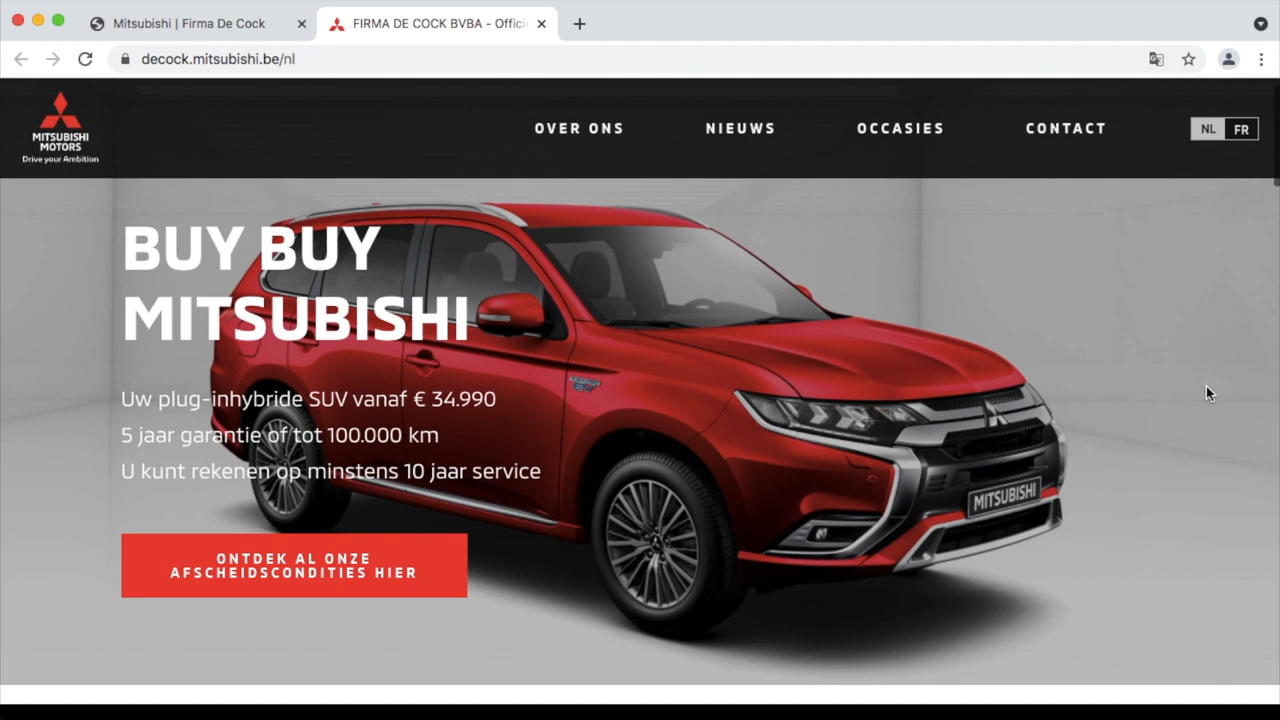 Mitsubishi | Firma De Cock
FIRMA DE COCK BVBA - Offici
decock.mitsubishi.be/nl
MITSUBISHI
MOTORS
Drive your Ambition
OVER ONS
NIEUWS
OCCASIES
CONTACT
NL
FR
BUY BUY
MITSUBISHI
Uw plug-inhybride SUV vanaf € 34.990
5 jaar garantie of tot 100.000 km
U kunt rekenen op minstens 10 jaar service
ONTDEK AL ONZE
AFSCHEIDSCONDITIES HIER
MITSUBISHI